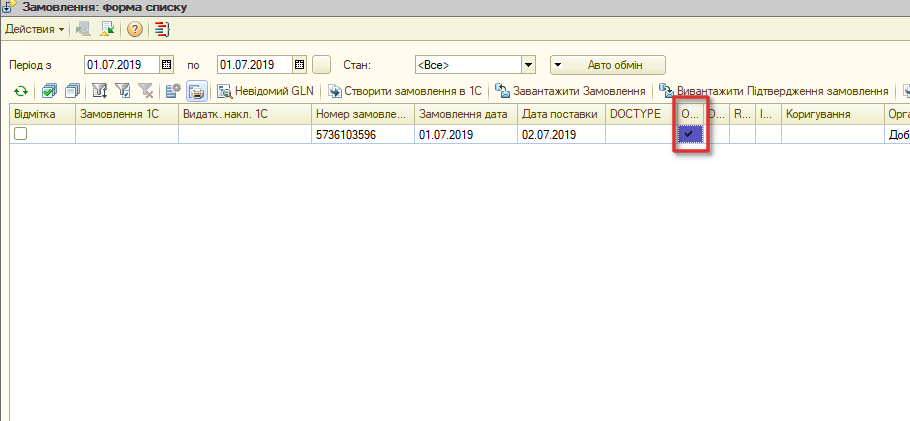 Замовлення: форма списку
Действия
Період з 01.07.2019 по 01.07.2019 Стан: <Все> Авто обмін
Невідомий GLN Створити замовлення в 1С Завантажити Замовлення Вивантажити Підтвердження замовлення
Відмітка Замовлення 1С Видатк. накл. 1С Номер замовле... Замовлення дата Дата поставки DOCTYPE O... D... R... I... Коригування Орга
5736103596 01.07.2019 02.07.2019 Доб